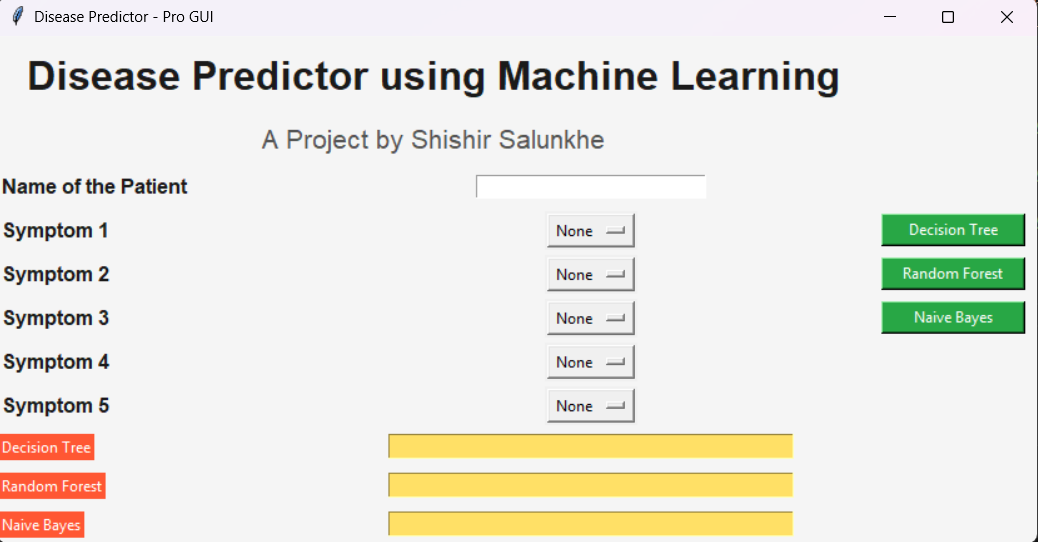 Disease Predictor - Pro GUI
Disease Predictor using Machine Learning
A Project by Shishir Salunkhe
Name of the Patient
Symptom 1 None Decision Tree
Symptom 2 None Random Forest
Symptom 3 None Naive Bayes
Symptom 4 None
Symptom 5 None
Decision Tree
Random Forest
Naive Bayes